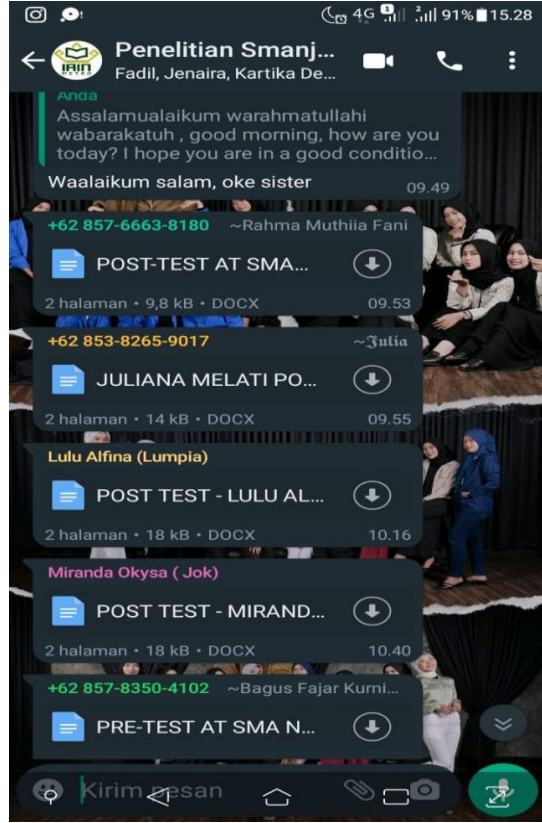 4G 91% 15.28
Penelitian Smanj...
IAIN
METRO
Fadil, Jenaira, Kartika De...
Anda
Assalamualaikum warahmatullahi
wabarakatuh , good morning, how are you
today? I hope you are in a good conditio...
Waalaikum salam, oke sister 09.49
+62 857-6663-8180 ~Rahma Muthiia Fani
POST-TEST AT SMA...
2 halaman • 9,8 kB • DOCX 09.53
+62 853-8265-9017 ~𝕵𝖚𝖑𝖎𝖆
JULIANA MELATI PO...
2 halaman • 14 kB • DOCX 09.55
Lulu Alfina (Lumpia)
POST TEST - LULU AL...
2 halaman • 18 kB • DOCX 10.16
Miranda Okysa ( Jok)
POST TEST - MIRAND...
2 halaman • 18 kB • DOCX 10.40
+62 857-8350-4102 ~Bagus Fajar Kurni...
PRE-TEST AT SMA N...
Kirim pesan